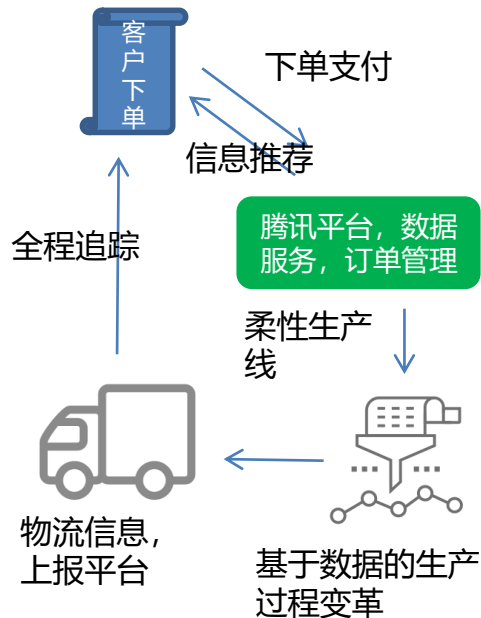 客
户
下
单
下单支付
信息推荐
全程追踪
腾讯平台，数据
服务，订单管理
柔性生产
线
物流信息，
上报平台
基于数据的生产
过程变革